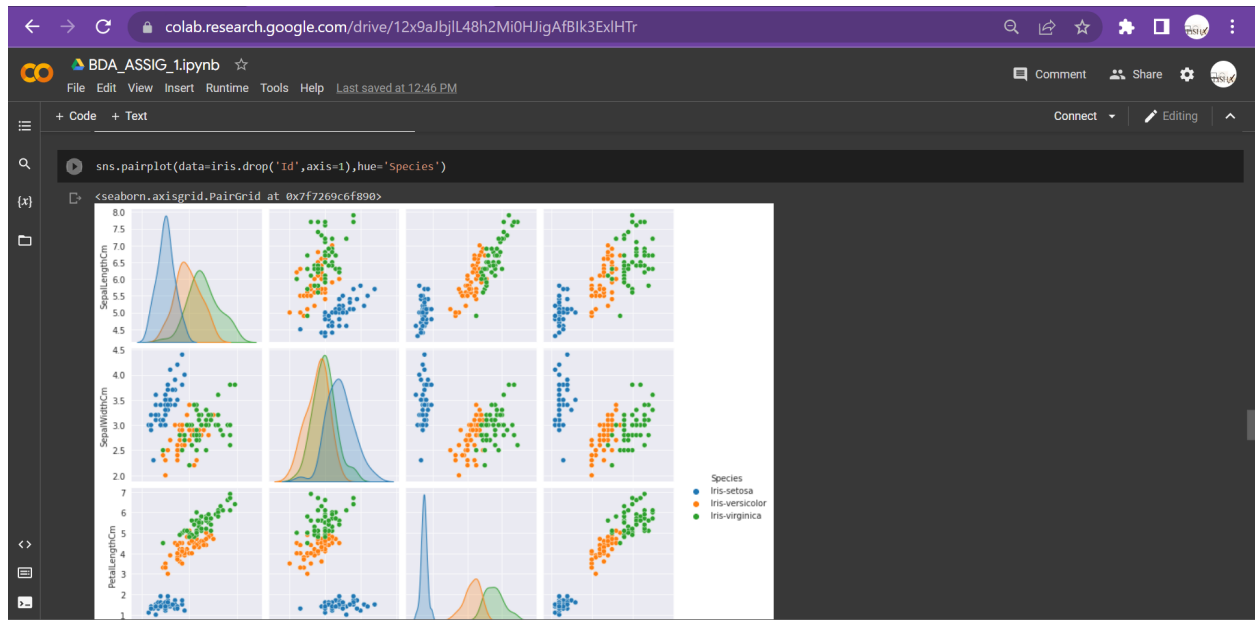 colab.research.google.com/drive/12x9aJbjlL48h2Mi0HJigAfBIk3ExlHTr
BDA_ASSIG_1.ipynb
Comment Share
File Edit View Insert Runtime Tools Help Last saved at 12:46 PM
+ Code + Text
Connect Editing
sns.pairplot(data=iris.drop('Id',axis=1),hue='Species')
<seaborn.axisgrid.PairGrid at 0x7f7269c6f890>
8.0
7.5
7.0
6.5
6.0
5.5
5.0
4.5
SepalLengthCm
4.5
4.0
3.5
3.0
2.5
2.0
SepalWidthCm
7
6
5
4
3
2
1
PetalLengthCm
Species
Iris-setosa
Iris-versicolor
Iris-virginica
{x}